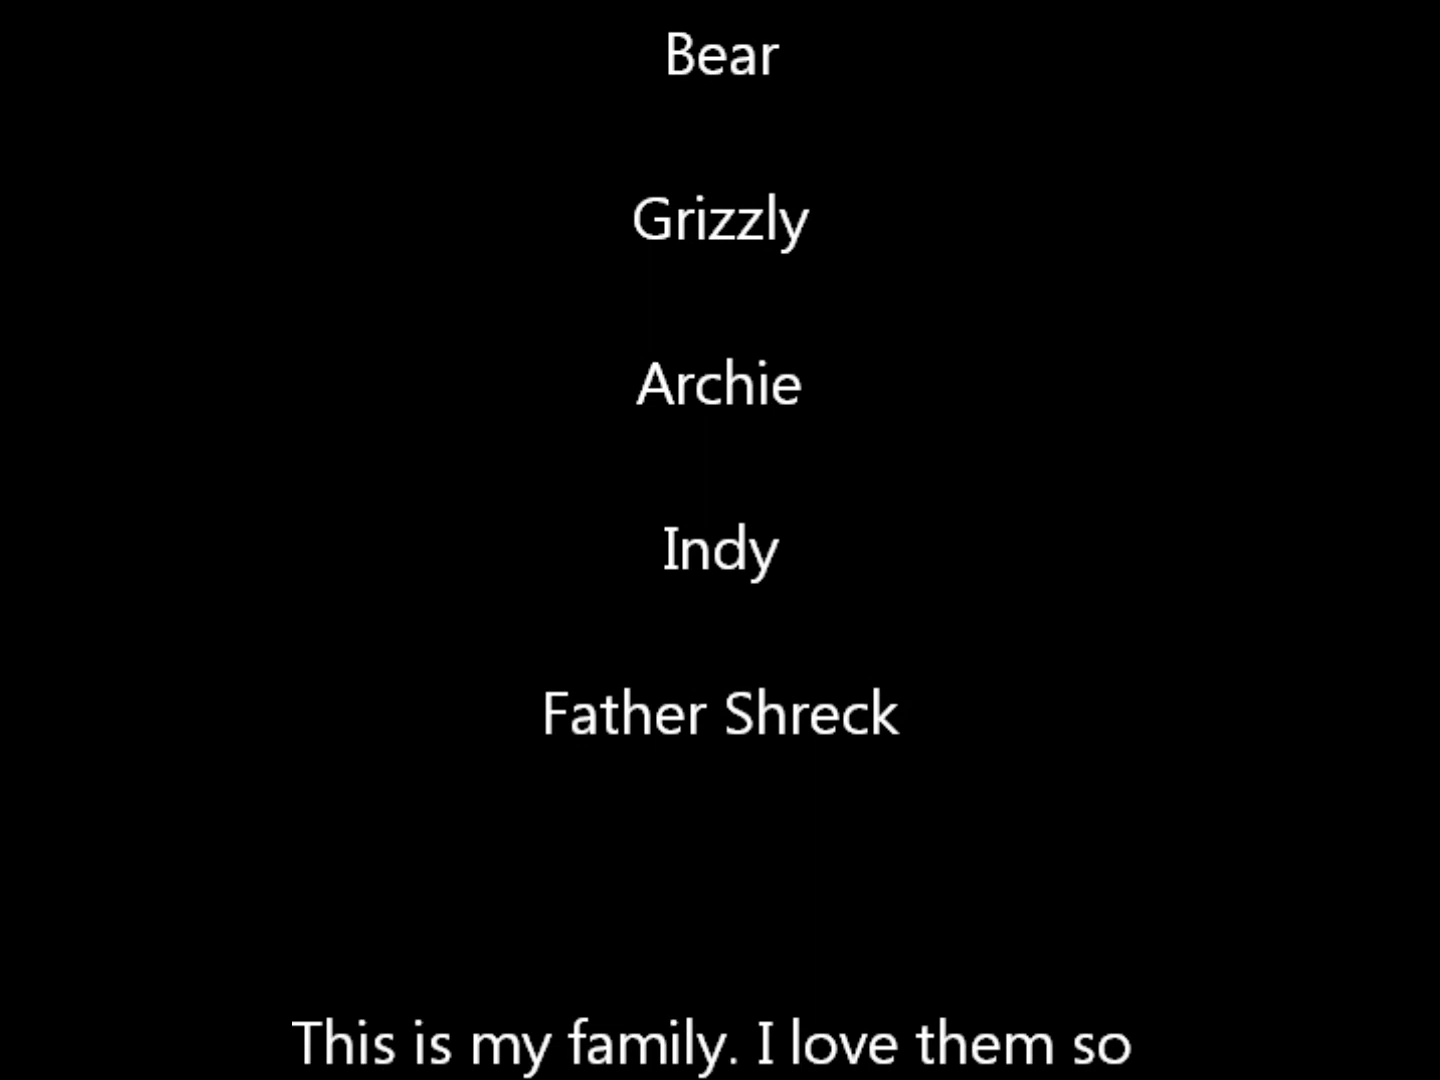 Bear
Grizzly
Archie
Indy
Father Shreck
This is my family. I love them so